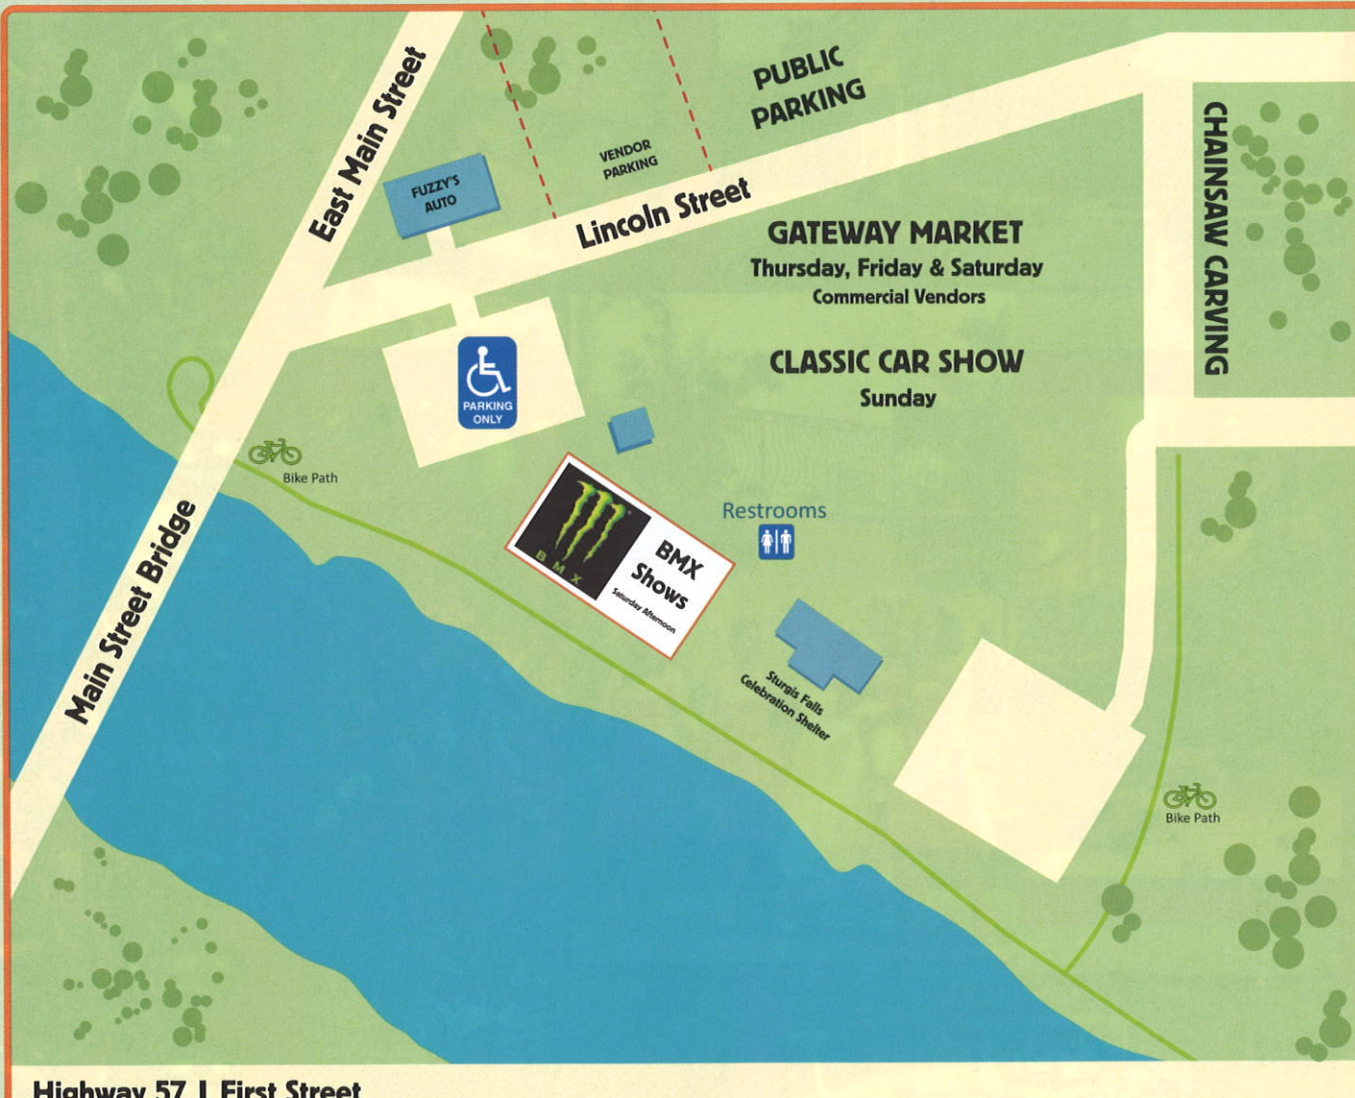 East Main Street
PUBLIC
PARKING
VENDOR
PARKING
FUZZY'S
AUTO
Lincoln Street
CHAINSAW CARVING
GATEWAY MARKET
Thursday, Friday & Saturday
Commercial Vendors
CLASSIC CAR SHOW
Sunday
PARKING
ONLY
Bike Path
Main Street Bridge
BMX
BMX
Shows
Saturday Afternoon
Restrooms
Sturgis Falls
Celebration Shelter
Bike Path
Highway 57 | First Street